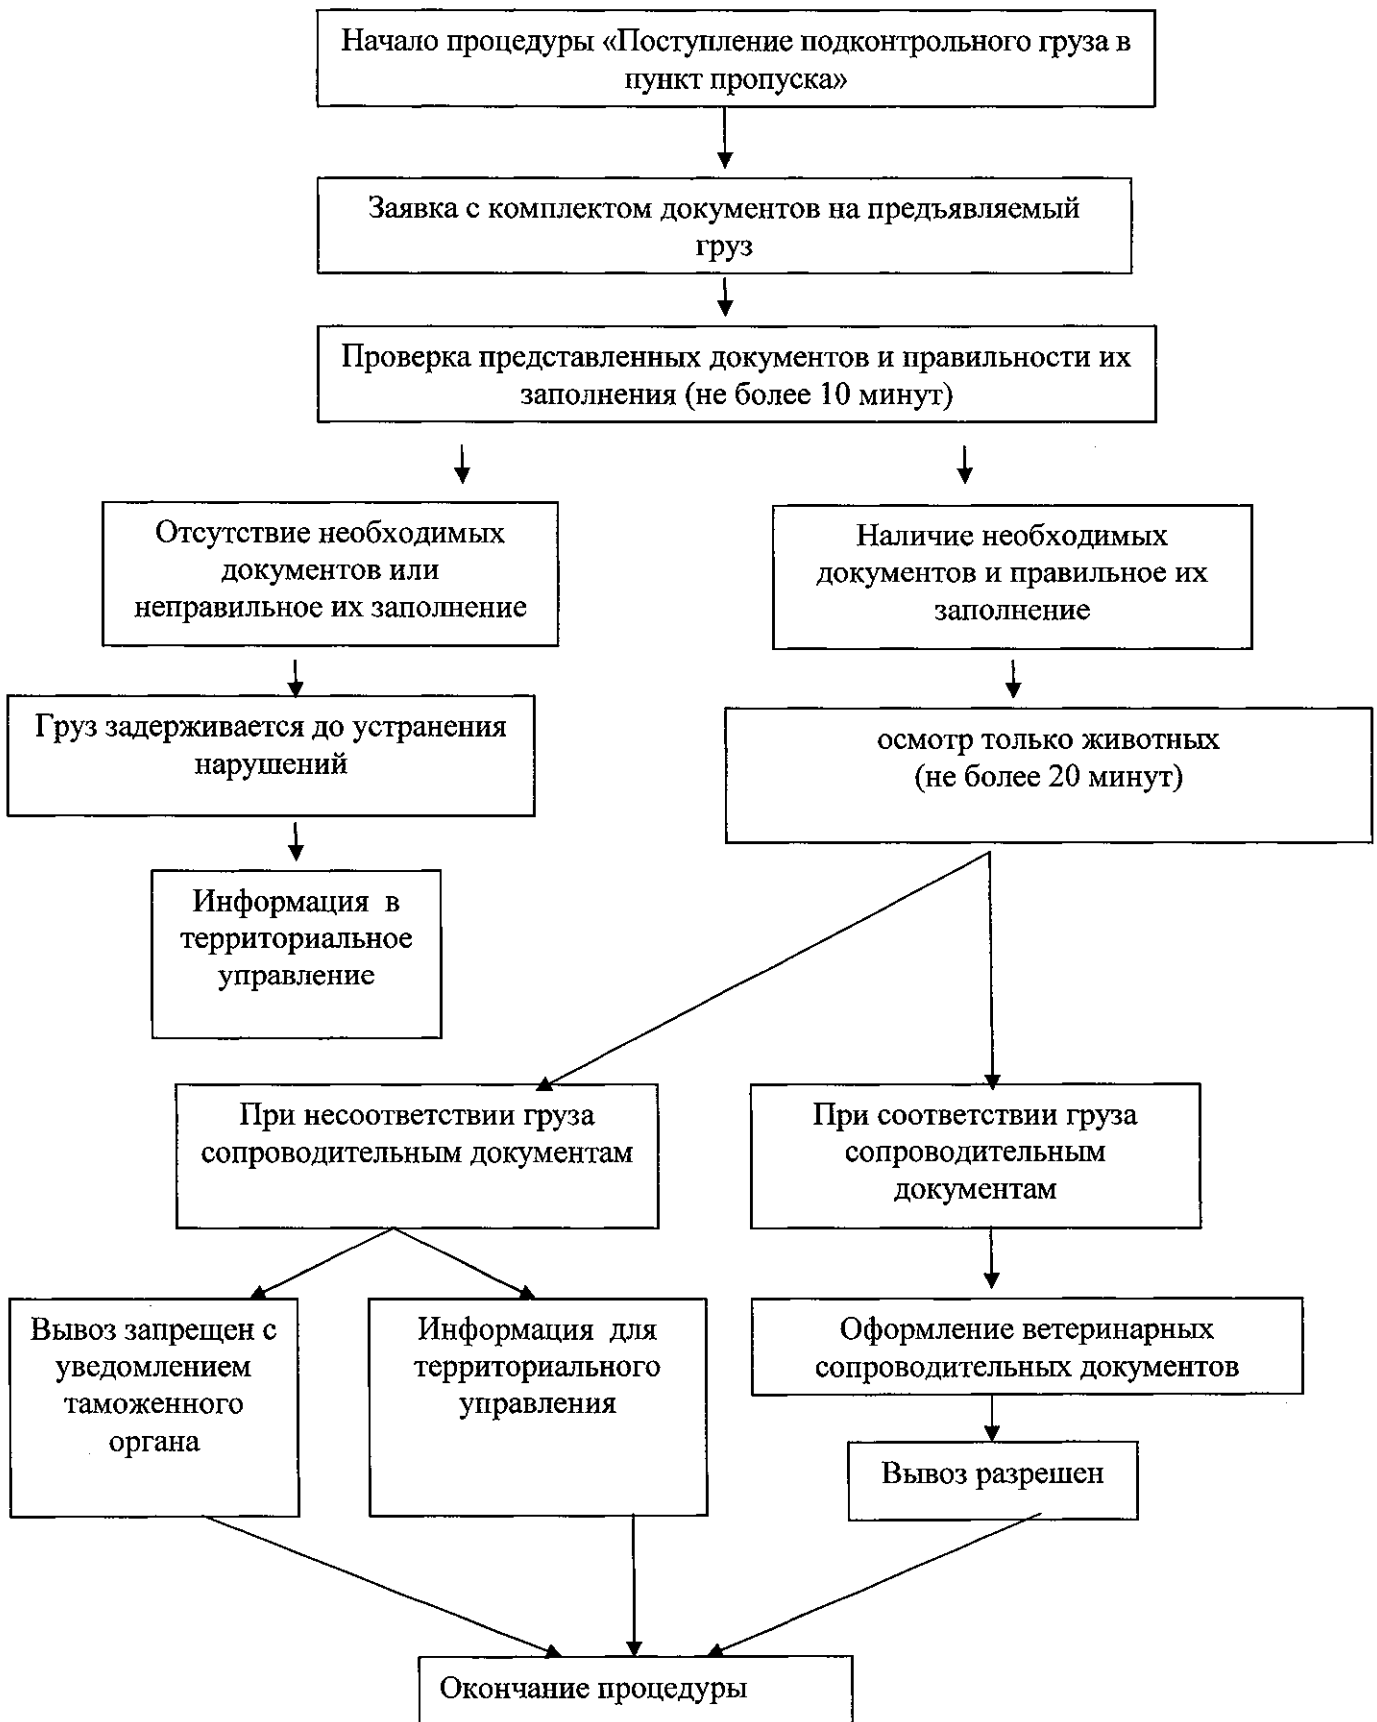 Начало процедуры «Поступление подконтрольного груза в
пункт пропуска»
Заявка с комплектом документов на предъявляемый
груз
Проверка представленных документов и правильности их
заполнения (не более 10 минут)
Отсутствие необходимых
документов или
неправильное их заполнение
Наличие необходимых
документов и правильное их
заполнение
Груз задерживается до устранения
нарушений
осмотр только животных
(не более 20 минут)
Информация в
территориальное
управление
При несоответствии груза
сопроводительным документам
При соответствии груза
сопроводительным
документам
Вывоз запрещен с
уведомлением
таможенного
органа
Информация для
территориального
управления
Оформление ветеринарных
сопроводительных документов
Вывоз разрешен
Окончание процедуры